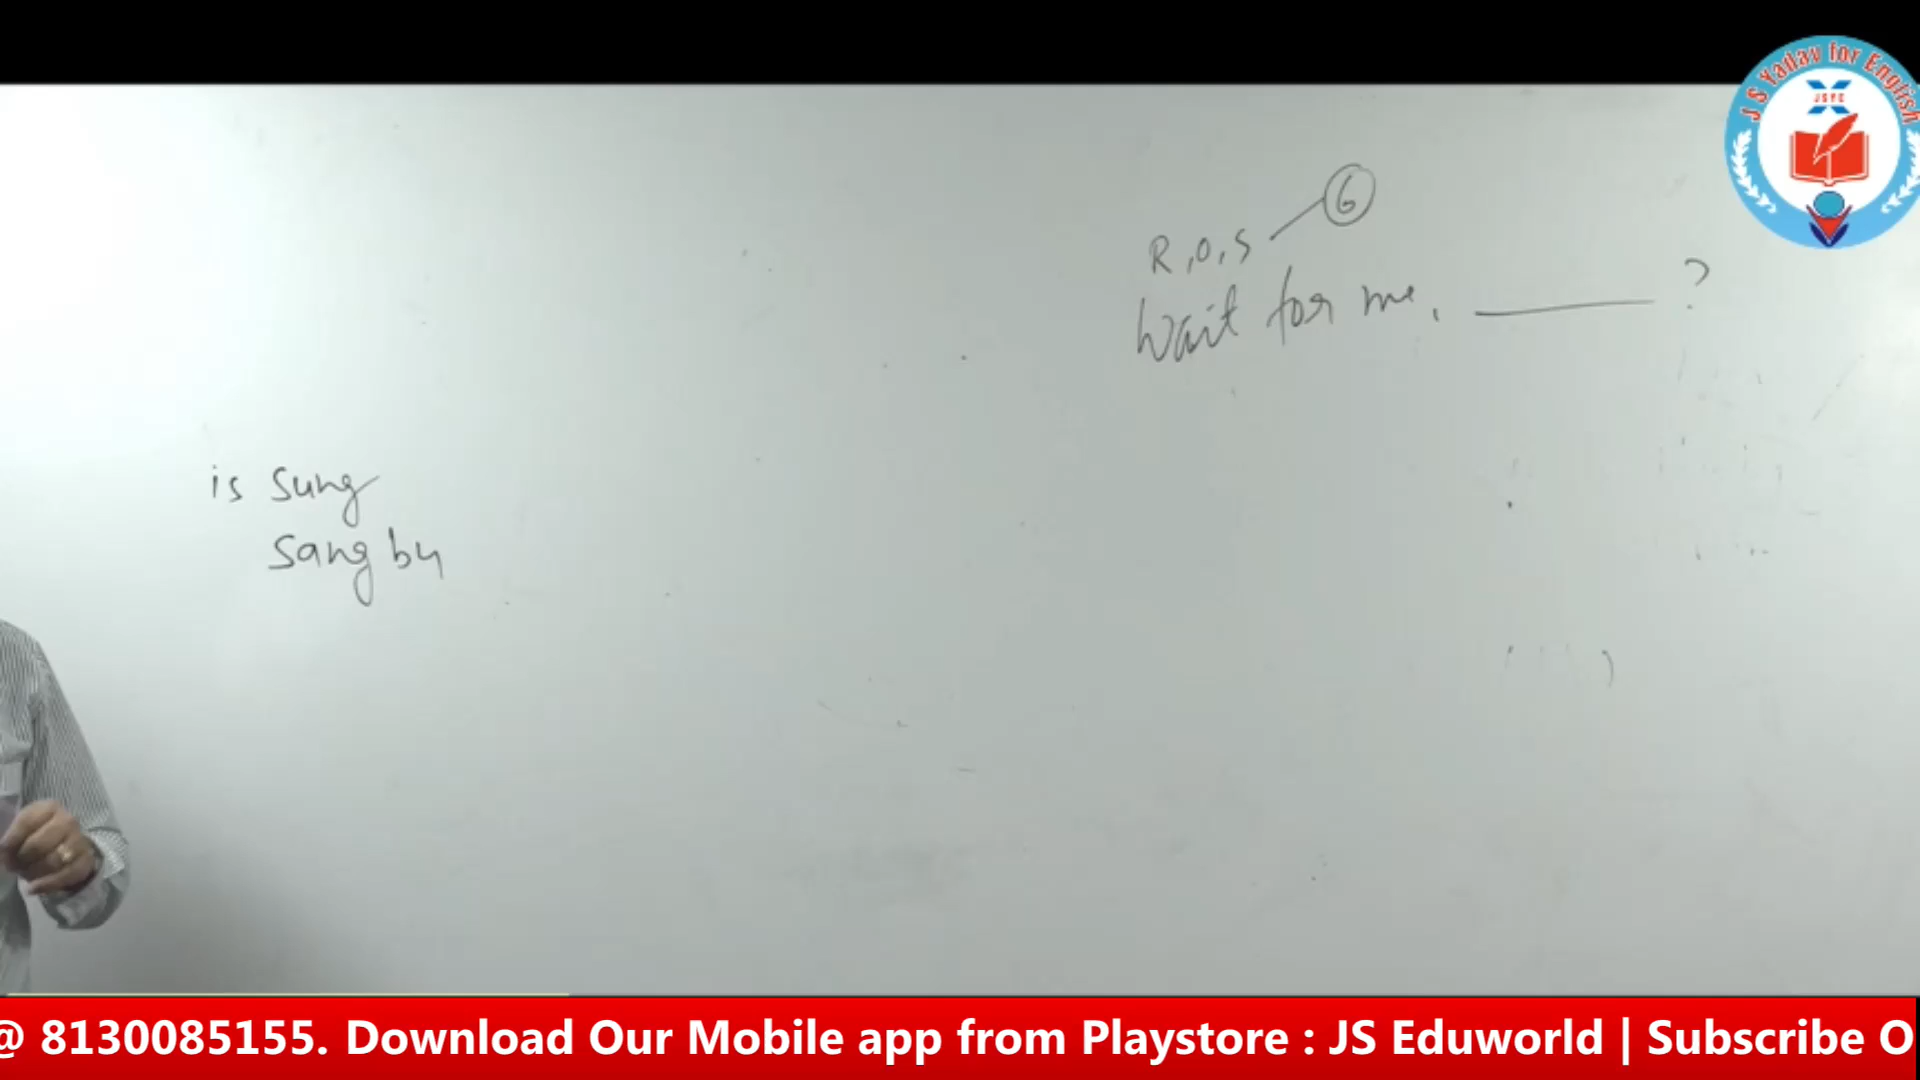 J S Yadav for English
JSYE
6
R, O, S
Wait for me, ?
is sung
sang by
@ 8130085155. Download Our Mobile app from Playstore : JS Eduworld | Subscribe O